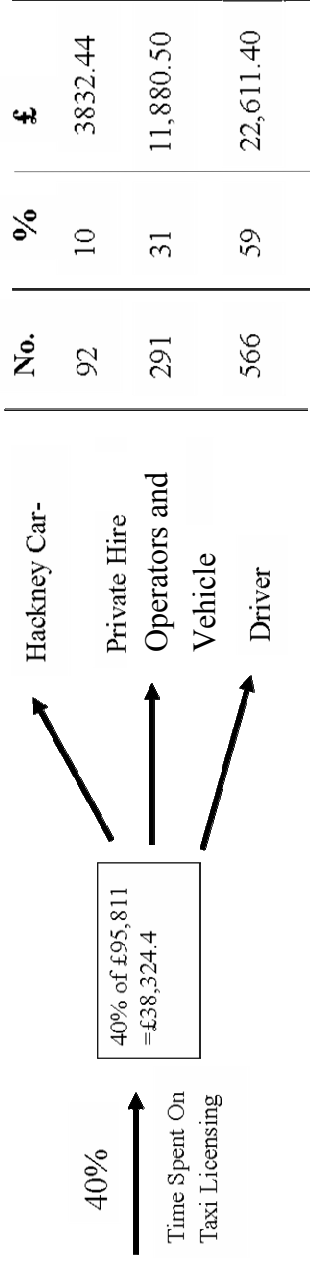 40%
Time Spent On
Taxi Licensing
40% of £95,811
=£38,324.4
Hackney Car-
Private Hire
Operators and
Vehicle
Driver
No. % £
92 10 3832.44
291 31 11,880.50
566 59 22,611.40